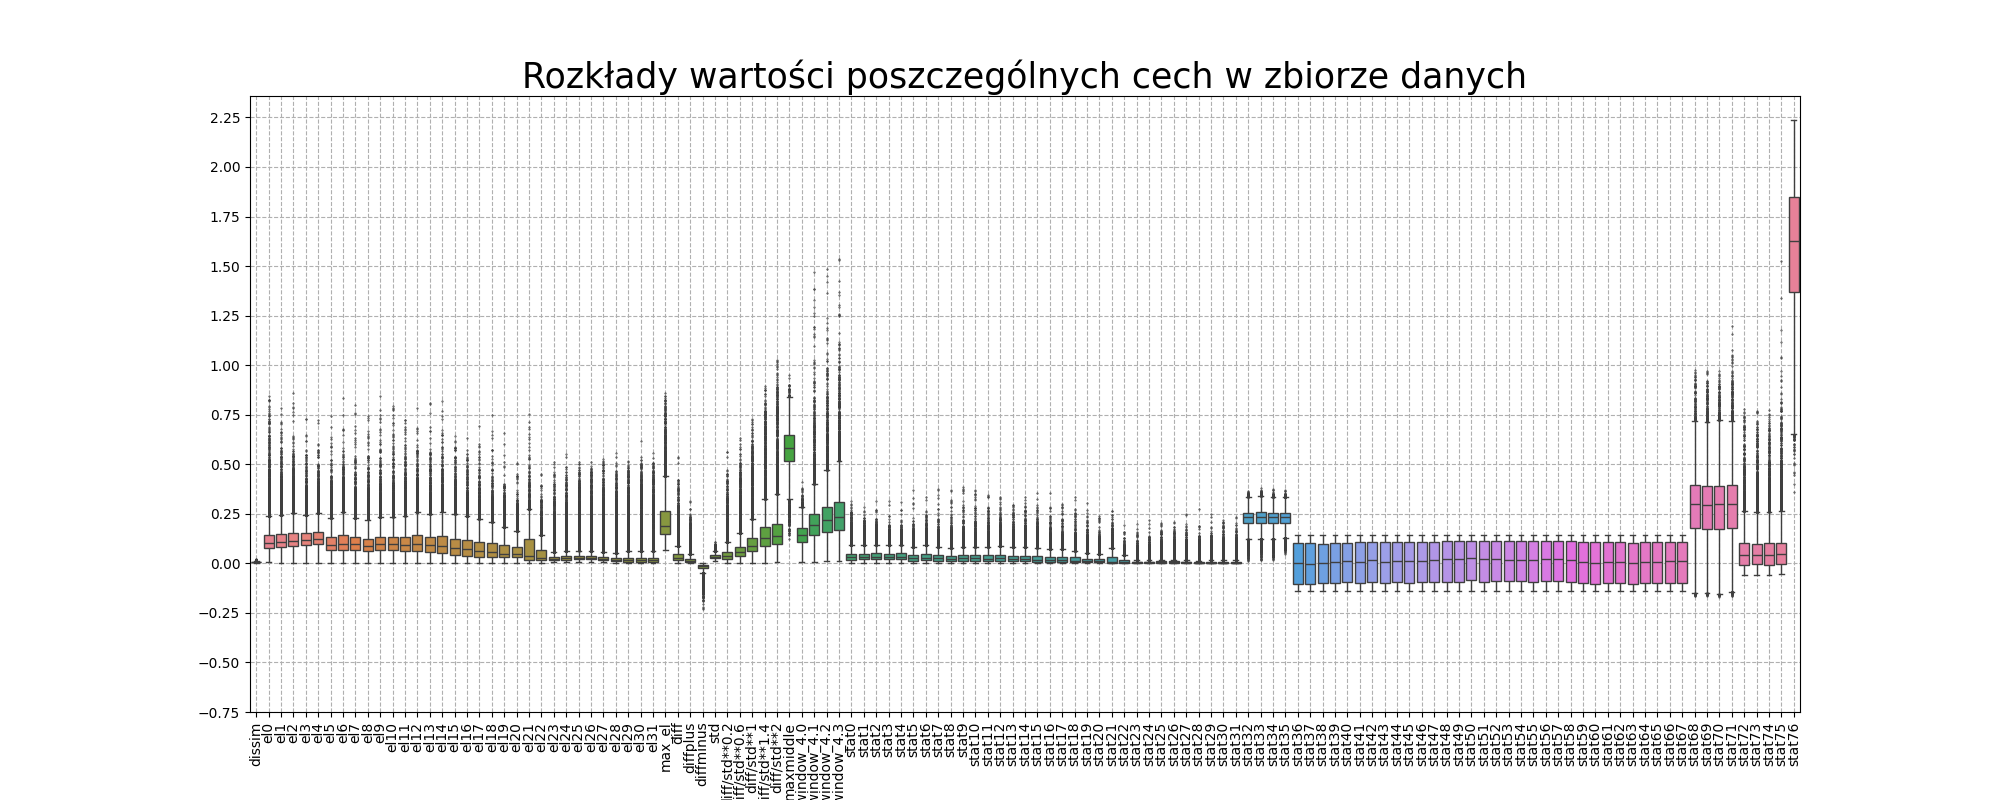 Rozkłady wartości poszczególnych cech w zbiorze danych
2.25
2.00
1.75
1.50
1.25
1.00
0.75
0.50
0.25
0.00
−0.25
−0.50
−0.75
dissim
el0
el1
el2
el3
el4
el5
el6
el7
el8
el9
el10
el11
el12
el13
el14
el15
el16
el17
el18
el19
el20
el21
el22
el23
el24
el25
el26
el27
el28
el29
el30
el31
max_el
diff
diffplus
diffminus
std
diff/std**0.2
diff/std**0.6
diff/std**1
diff/std**1.4
diff/std**2
maxmiddle
window_4.0
window_4.1
window_4.2
window_4.3
stat0
stat1
stat2
stat3
stat4
stat5
stat6
stat7
stat8
stat9
stat10
stat11
stat12
stat13
stat14
stat15
stat16
stat17
stat18
stat19
stat20
stat21
stat22
stat23
stat24
stat25
stat26
stat27
stat28
stat29
stat30
stat31
stat32
stat33
stat34
stat35
stat36
stat37
stat38
stat39
stat40
stat41
stat42
stat43
stat44
stat45
stat46
stat47
stat48
stat49
stat50
stat51
stat52
stat53
stat54
stat55
stat56
stat57
stat58
stat59
stat60
stat61
stat62
stat63
stat64
stat65
stat66
stat67
stat68
stat69
stat70
stat71
stat72
stat73
stat74
stat75
stat76